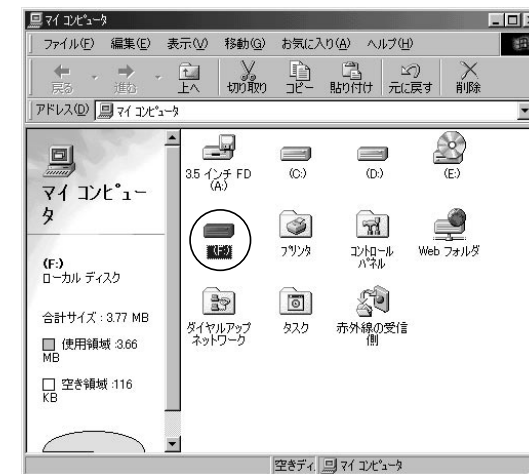 マイ コンピュータ
ファイル(F) 編集(E) 表示(V) 移動(G) お気に入り(A) ヘルプ(H)
戻る 進む 上へ 切り取り コピー 貼り付け 元に戻す 削除
アドレス(D) マイ コンピュータ
マイ コンピュー
タ
(F:)
ローカル ディスク
合計サイズ : 3.77 MB
使用領域 :3.66
MB
空き領域 :116
KB
3.5 インチ FD
(A:)
(C:)
(D:)
(E:)
(F:)
プリンタ
コントロール
パネル
Web フォルダ
ダイヤルアップ
ネットワーク
タスク
赤外線の受信
側
空きディ
マイ コンピュータ